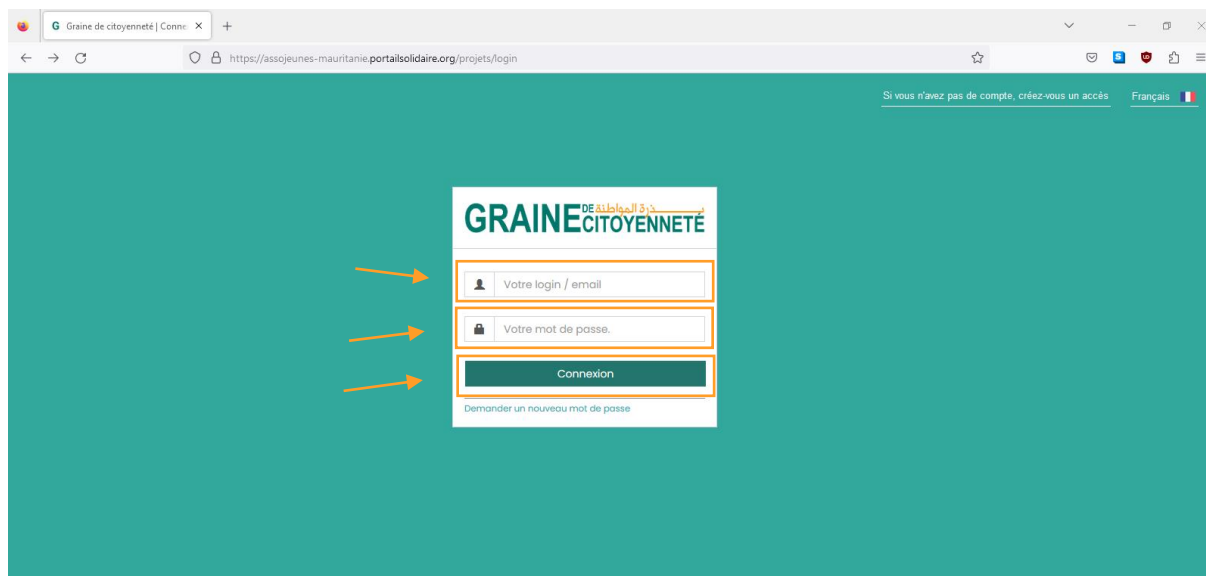 G Graine de citoyenneté | Conne
https://assojeunes-mauritanie.portailsolidaire.org/projets/login
Si vous n'avez pas de compte, créez-vous un accès Français
بذرة المواطنة
GRAINE DE CITOYENNETÉ
Votre login / email
Votre mot de passe.
Connexion
Demander un nouveau mot de passe